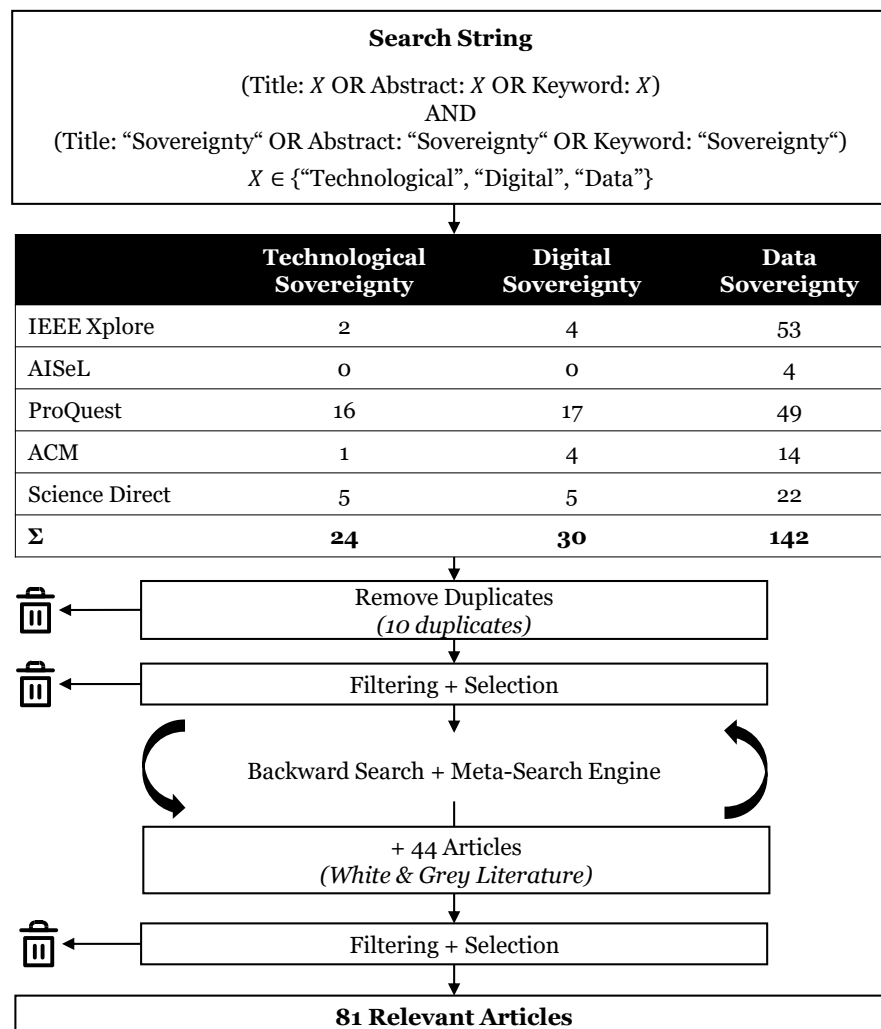 Search String
(Title: X OR Abstract: X OR Keyword: X)
AND
(Title: “Sovereignty“ OR Abstract: “Sovereignty“ OR Keyword: “Sovereignty“)
X ∈ {“Technological”, “Digital”, “Data”}
Technological Sovereignty Digital Sovereignty Data Sovereignty
IEEE Xplore 2 4 53
AISeL 0 0 4
ProQuest 16 17 49
ACM 1 4 14
Science Direct 5 5 22
Σ 24 30 142
Remove Duplicates
(10 duplicates)
Filtering + Selection
Backward Search + Meta-Search Engine
+ 44 Articles
(White & Grey Literature)
Filtering + Selection
81 Relevant Articles